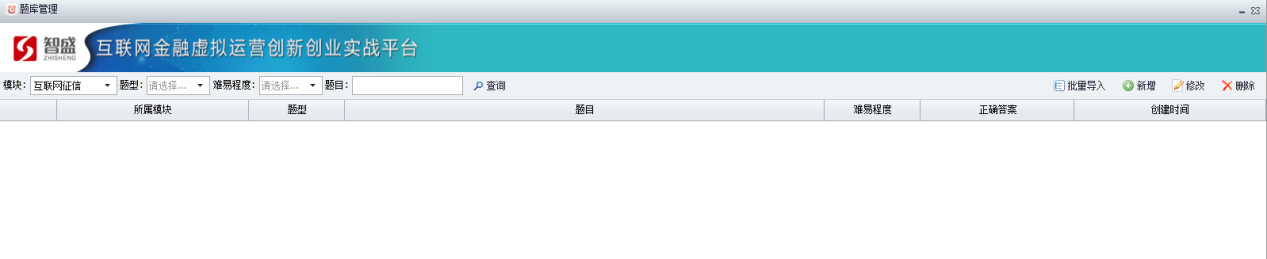 题库管理
智盛 ZHISHENG 互联网金融虚拟运营创新创业实战平台
模块: 互联网征信 题型: 请选择... 难易程度: 请选择... 题目: 查询 批量导入 新增 修改 删除
所属模块 题型 题目 难易程度 正确答案 创建时间